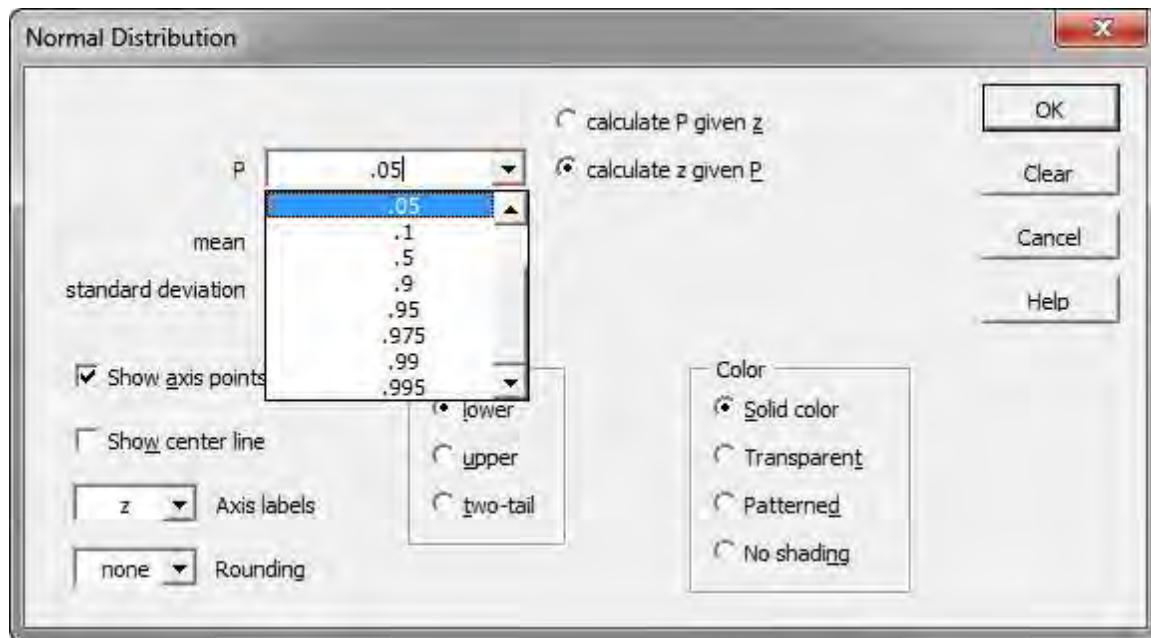 Normal Distribution
calculate P given z
OK
P
.05
calculate z given P
Clear
.05
.1
mean
Cancel
.5
.9
standard deviation
Help
.95
.975
.99
Show axis points
.995
Color
lower
Solid color
Show center line
upper
Transparent
z
Axis labels
two-tail
Patterned
none
Rounding
No shading